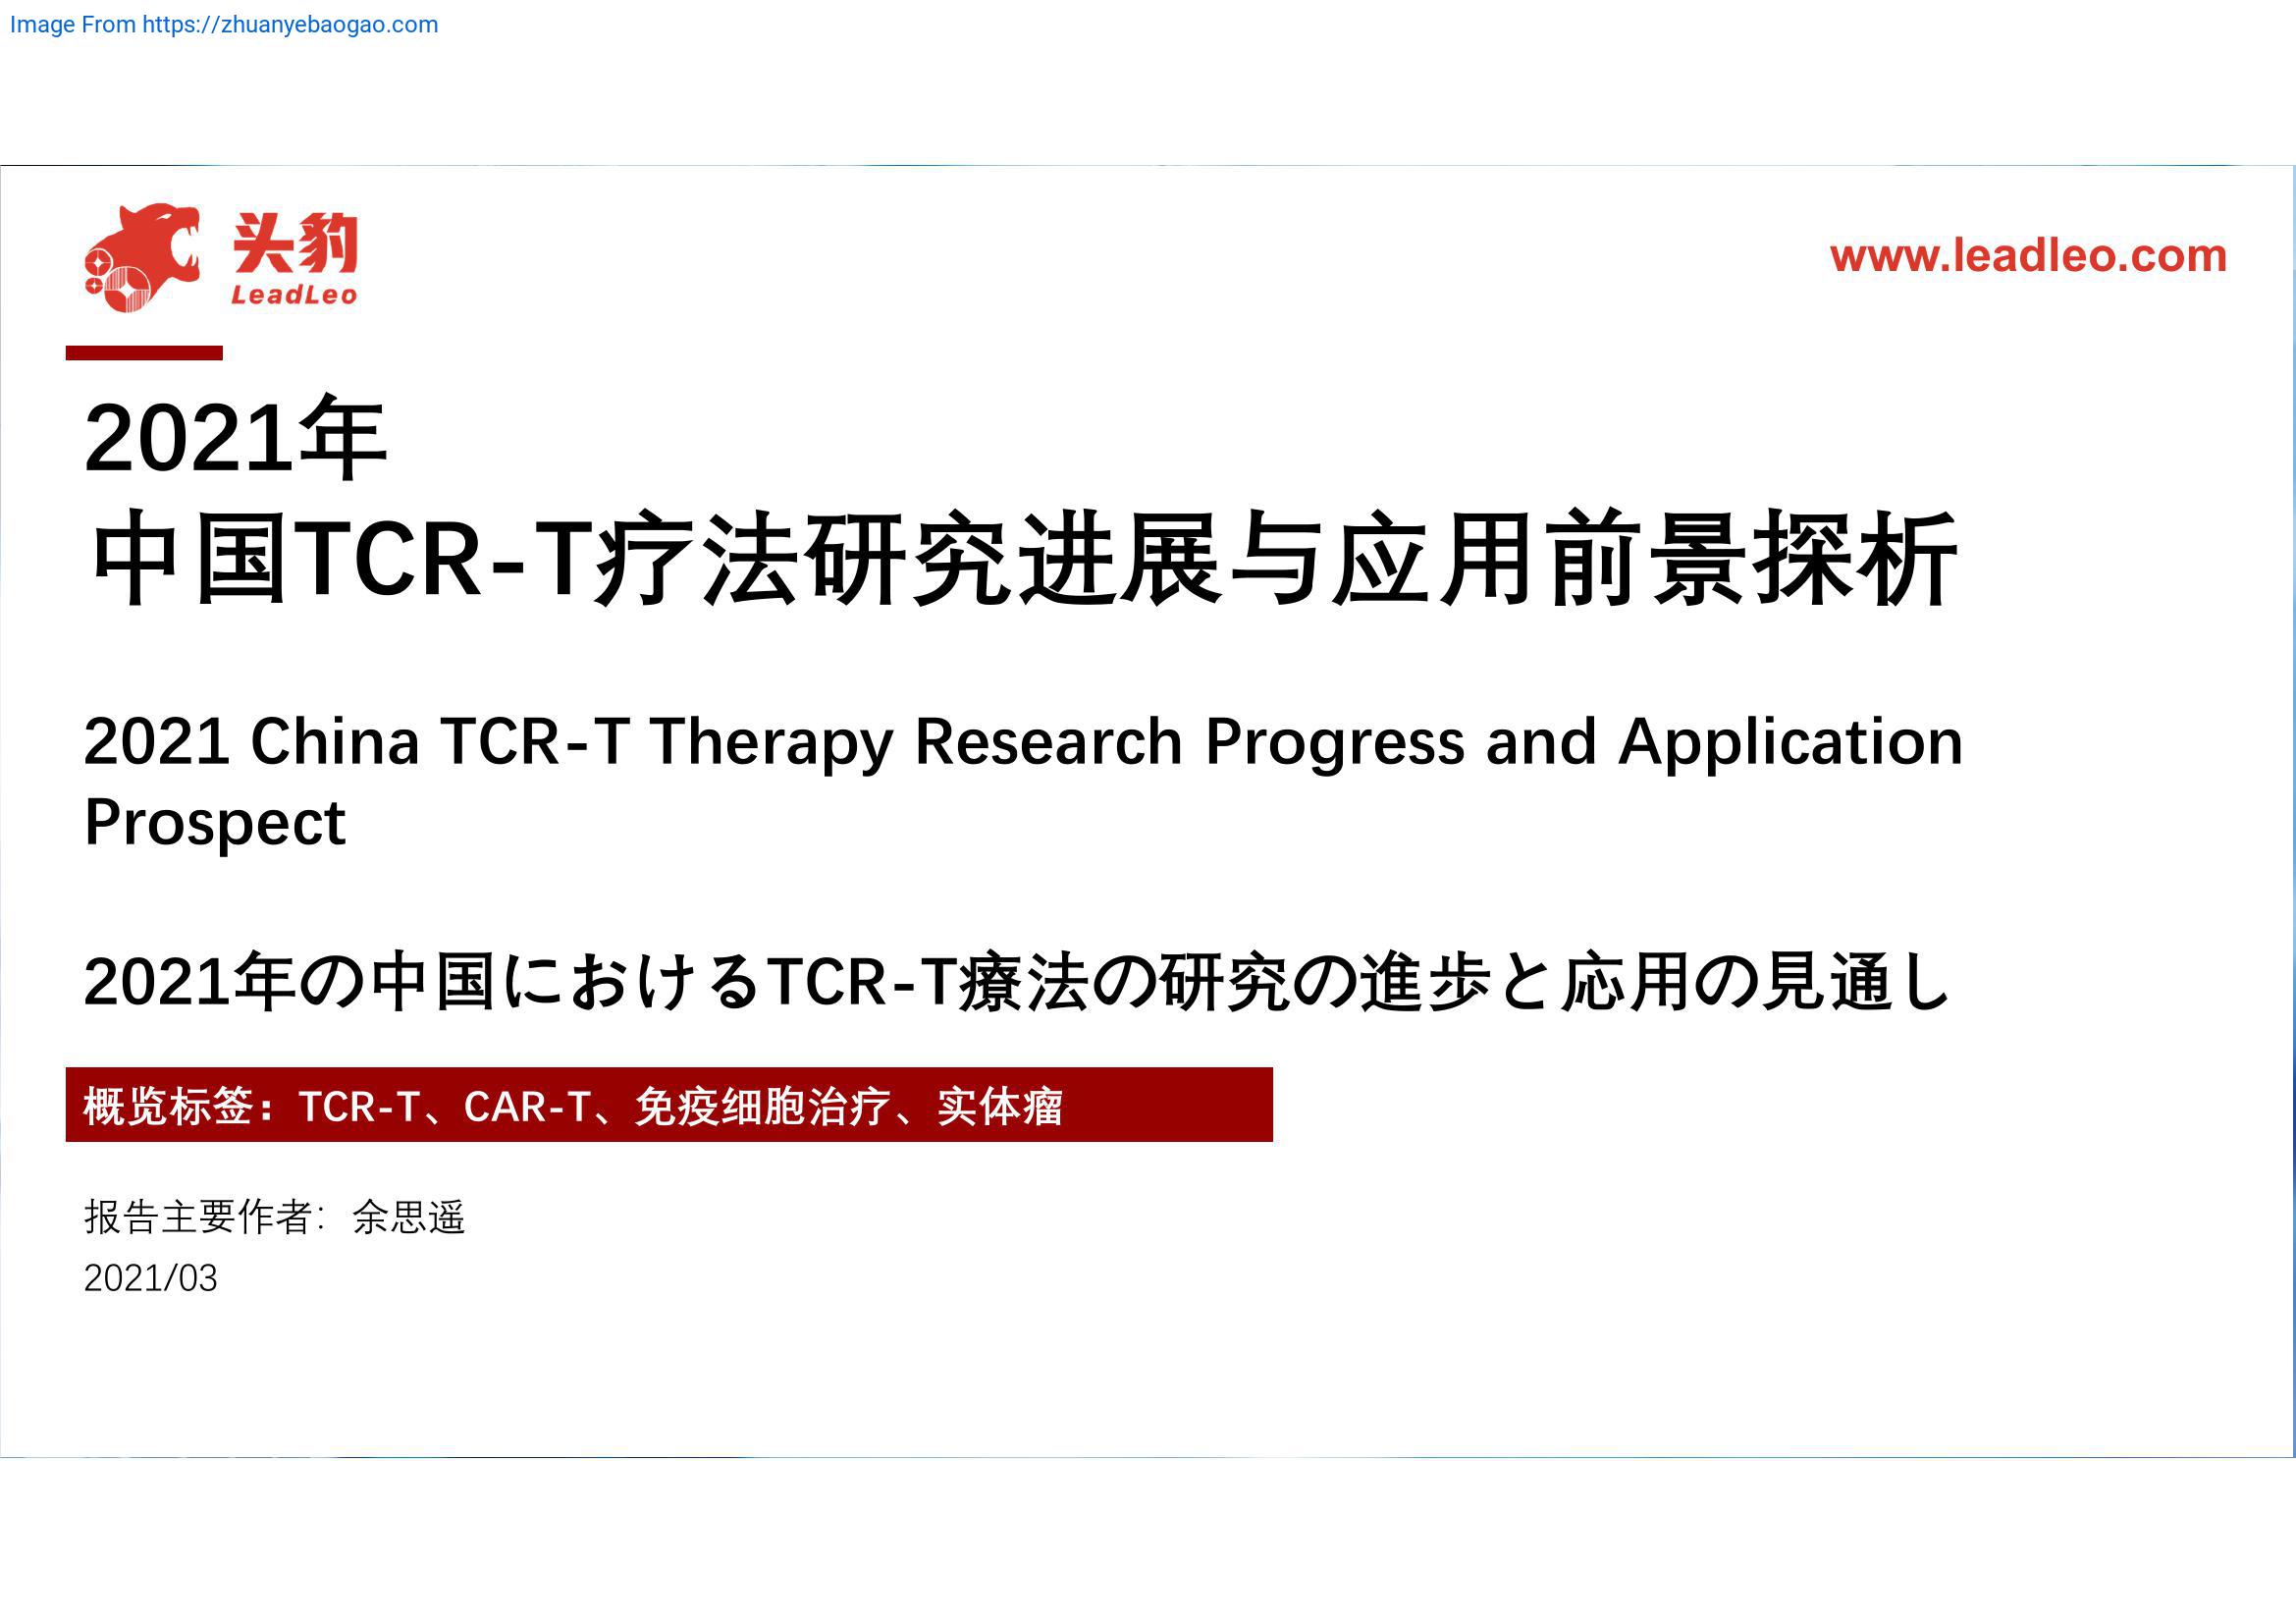 Image From https://zhuanyebaogao.com
头豹
LeadLeo
www.leadleo.com
2021年
中国TCR-T疗法研究进展与应用前景探析
2021 China TCR-T Therapy Research Progress and Application
Prospect
2021年の中国におけるTCR-T療法の研究の進歩と応用の見通し
概览标签：TCR-T、CAR-T、免疫细胞治疗、实体瘤
报告主要作者：余思遥
2021/03